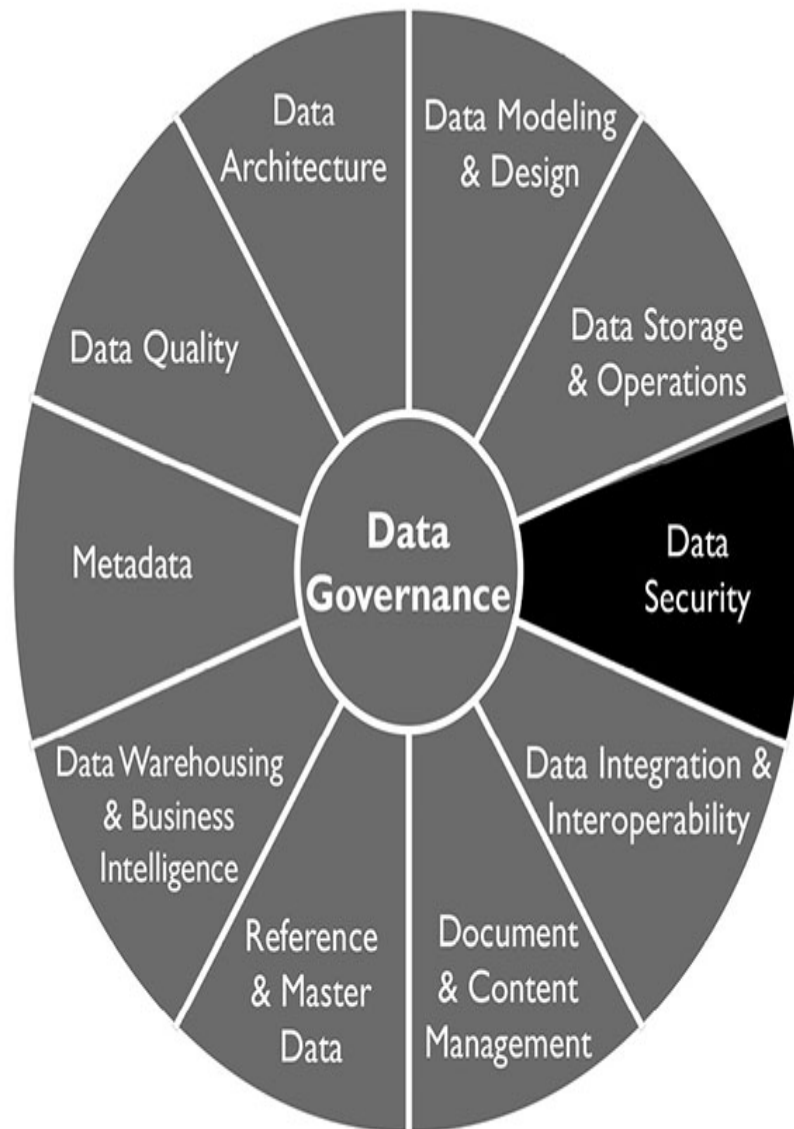 Data
Architecture
Data Modeling
& Design
Data Storage
& Operations
Data
Security
Data Integration &
Interoperability
Document
& Content
Management
Reference
& Master
Data
Data Warehousing
& Business
Intelligence
Metadata
Data Quality
Data
Governance